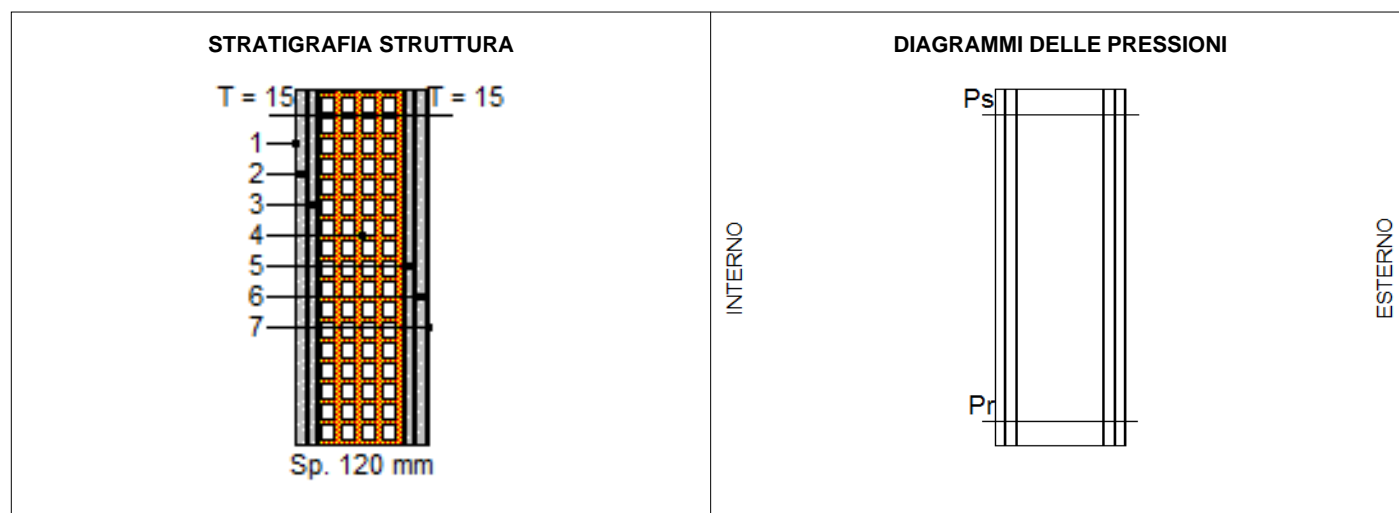 STRATIGRAFIA STRUTTURA
T = 15
T = 15
1
2
3
4
5
6
7
Sp. 120 mm
DIAGRAMMI DELLE PRESSIONI
Ps
Pr
INTERNO
ESTERNO